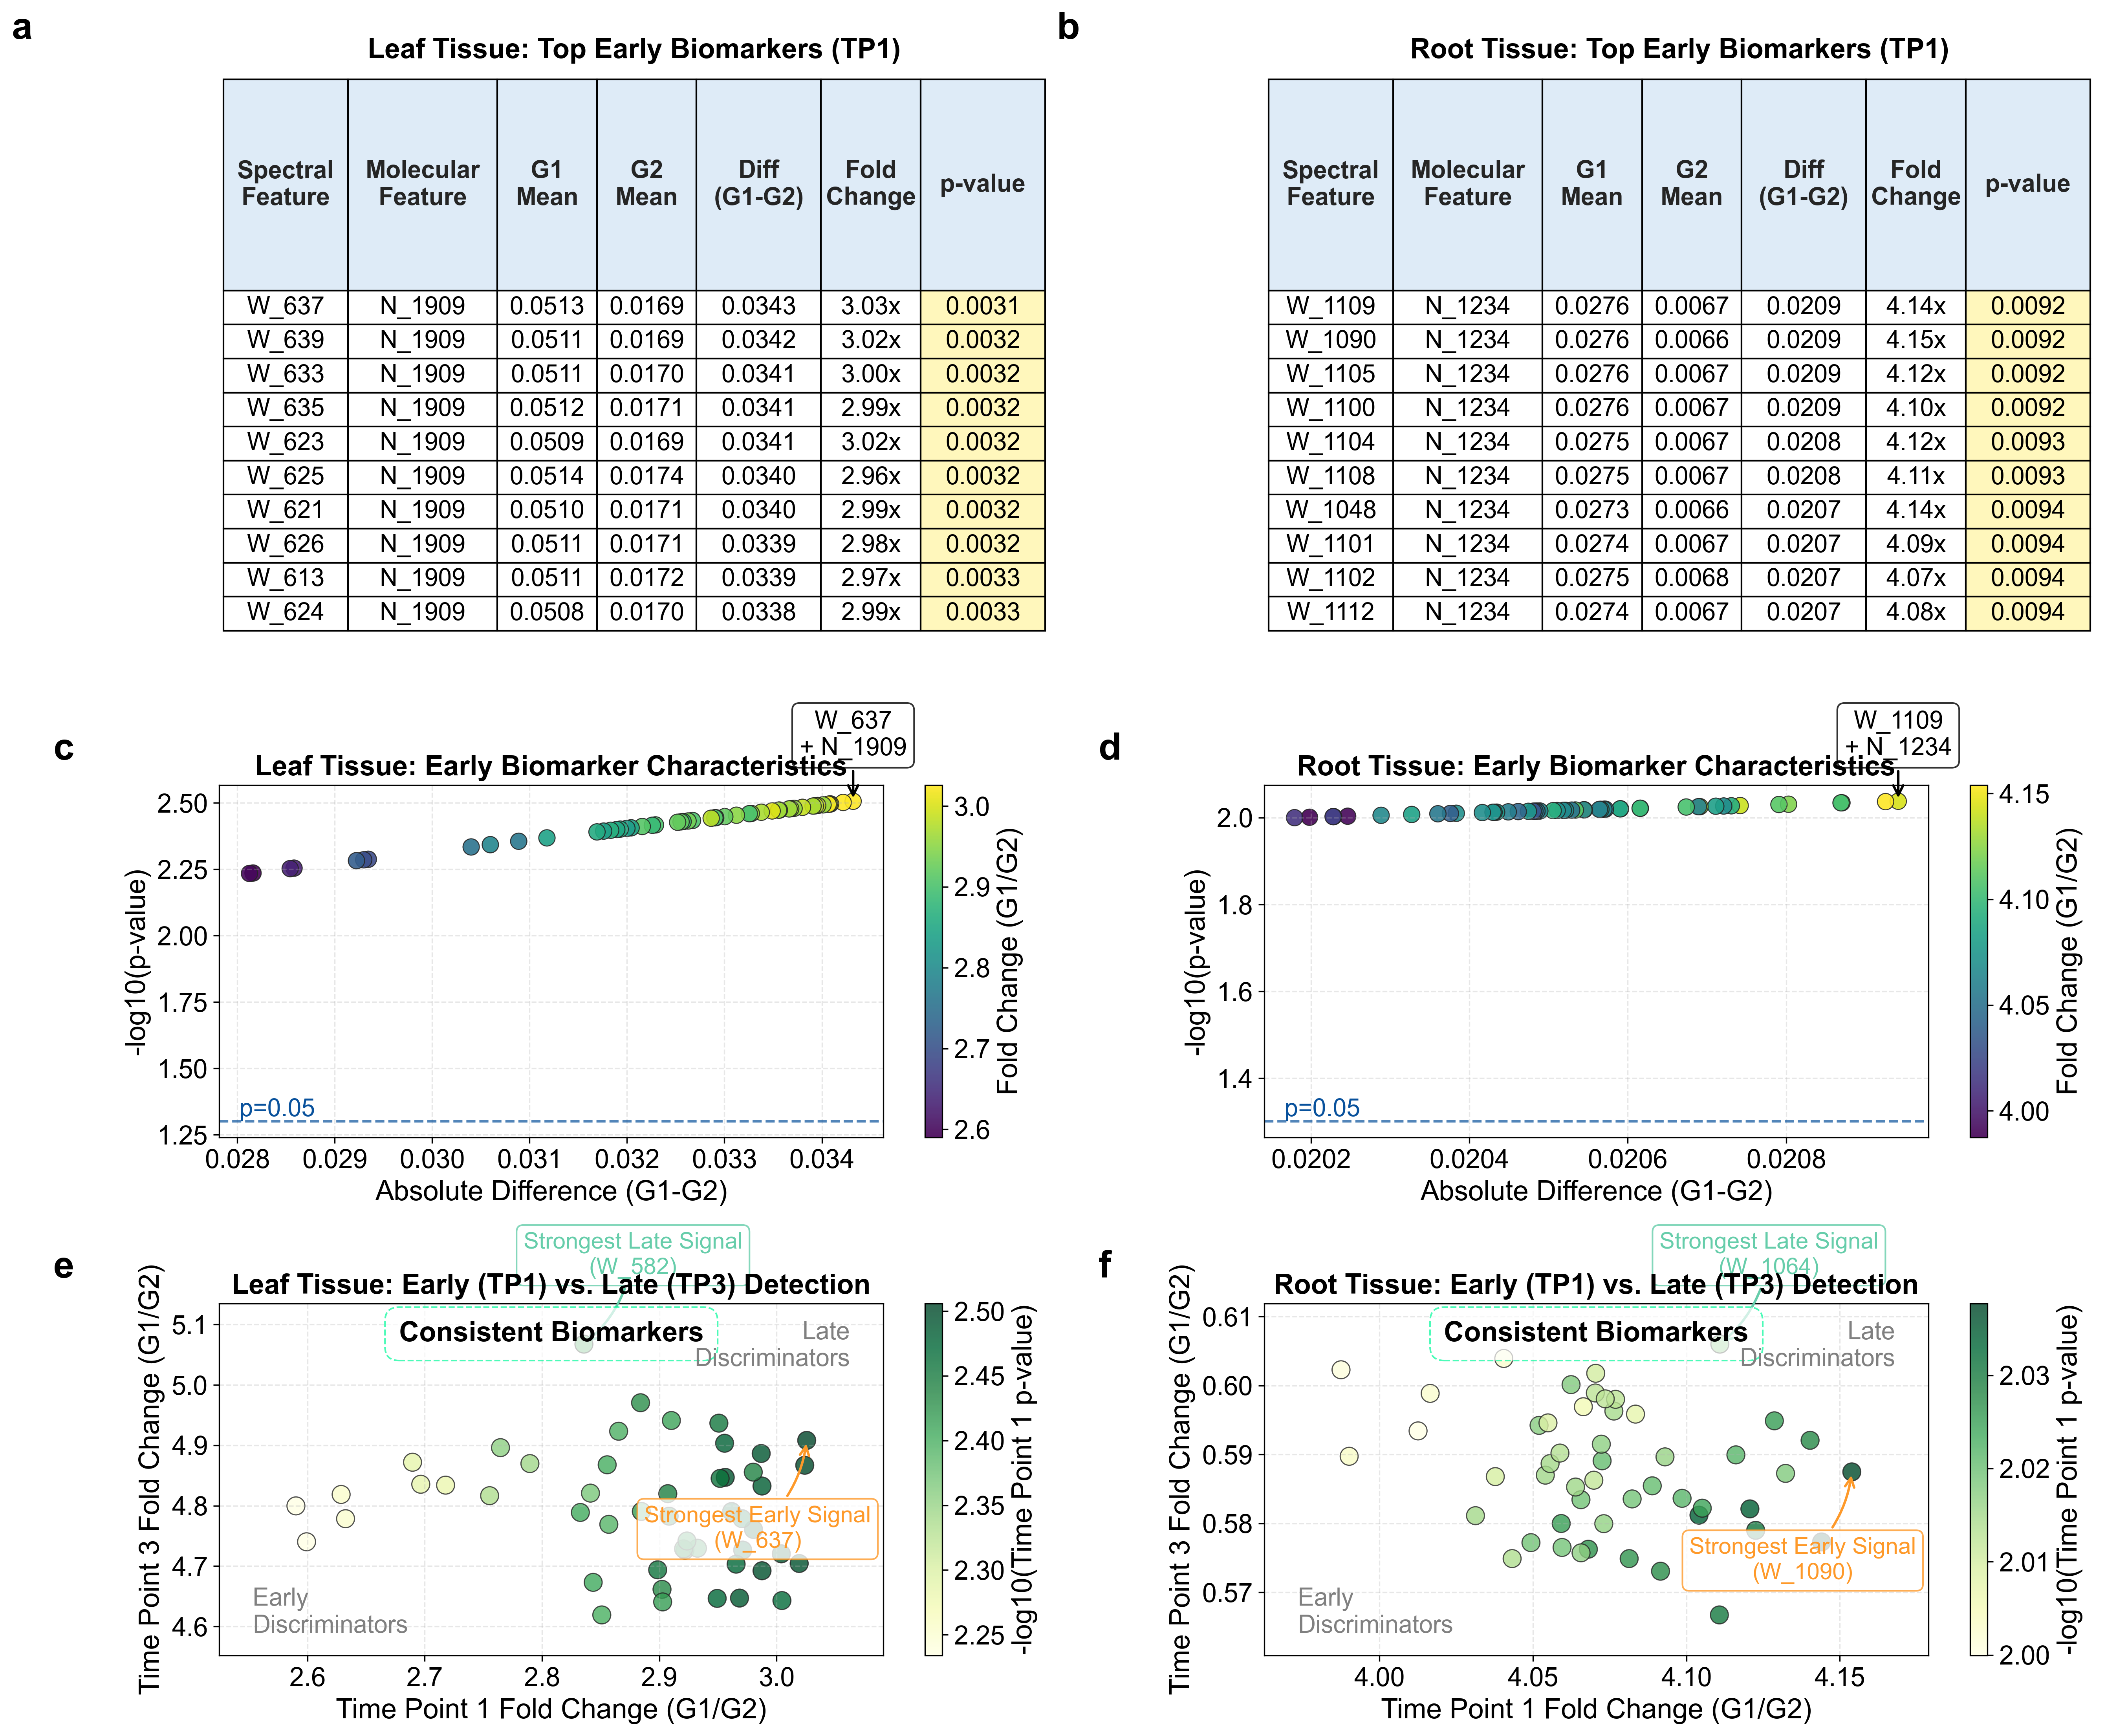 a
Leaf Tissue: Top Early Biomarkers (TP1)
Spectral Feature | Molecular Feature | G1 Mean | G2 Mean | Diff (G1-G2) | Fold Change | p-value
W_637 N_1909 0.0513 0.0169 0.0343 3.03x 0.0031
W_639 N_1909 0.0511 0.0169 0.0342 3.02x 0.0032
W_633 N_1909 0.0511 0.0170 0.0341 3.00x 0.0032
W_635 N_1909 0.0512 0.0171 0.0341 2.99x 0.0032
W_623 N_1909 0.0509 0.0169 0.0341 3.02x 0.0032
W_625 N_1909 0.0514 0.0174 0.0340 2.96x 0.0032
W_621 N_1909 0.0510 0.0171 0.0340 2.99x 0.0032
W_626 N_1909 0.0511 0.0171 0.0339 2.98x 0.0032
W_613 N_1909 0.0511 0.0172 0.0339 2.97x 0.0033
W_624 N_1909 0.0508 0.0170 0.0338 2.99x 0.0033
b
Root Tissue: Top Early Biomarkers (TP1)
Spectral Feature | Molecular Feature | G1 Mean | G2 Mean | Diff (G1-G2) | Fold Change | p-value
W_1109 N_1234 0.0276 0.0067 0.0209 4.14x 0.0092
W_1090 N_1234 0.0276 0.0066 0.0209 4.15x 0.0092
W_1105 N_1234 0.0276 0.0067 0.0209 4.12x 0.0092
W_1100 N_1234 0.0276 0.0067 0.0209 4.10x 0.0092
W_1104 N_1234 0.0275 0.0067 0.0208 4.12x 0.0093
W_1108 N_1234 0.0275 0.0067 0.0208 4.11x 0.0093
W_1048 N_1234 0.0273 0.0066 0.0207 4.14x 0.0094
W_1101 N_1234 0.0274 0.0067 0.0207 4.09x 0.0094
W_1102 N_1234 0.0275 0.0068 0.0207 4.07x 0.0094
W_1112 N_1234 0.0274 0.0067 0.0207 4.08x 0.0094
c
W_637
+ N_1909
Leaf Tissue: Early Biomarker Characteristics
-log10(p-value)
2.50
2.25
2.00
1.75
1.50
1.25
p=0.05
0.028 0.029 0.030 0.031 0.032 0.033 0.034
Absolute Difference (G1-G2)
3.0
2.9
2.8
2.7
2.6
Fold Change (G1/G2)
d
W_1109
+ N_1234
Root Tissue: Early Biomarker Characteristics
-log10(p-value)
2.0
1.8
1.6
1.4
p=0.05
0.0202 0.0204 0.0206 0.0208
Absolute Difference (G1-G2)
4.15
4.10
4.05
4.00
Fold Change (G1/G2)
e
Strongest Late Signal
(W_582)
Leaf Tissue: Early (TP1) vs. Late (TP3) Detection
Time Point 3 Fold Change (G1/G2)
5.1
5.0
4.9
4.8
4.7
4.6
Consistent Biomarkers
Late
Discriminators
Strongest Early Signal
(W_637)
Early
Discriminators
2.6 2.7 2.8 2.9 3.0
Time Point 1 Fold Change (G1/G2)
2.50
2.45
2.40
2.35
2.30
2.25
-log10(Time Point 1 p-value)
f
Strongest Late Signal
(W_1064)
Root Tissue: Early (TP1) vs. Late (TP3) Detection
Time Point 3 Fold Change (G1/G2)
0.61
0.60
0.59
0.58
0.57
Consistent Biomarkers
Late
Discriminators
Strongest Early Signal
(W_1090)
Early
Discriminators
4.00 4.05 4.10 4.15
Time Point 1 Fold Change (G1/G2)
2.03
2.02
2.01
2.00
-log10(Time Point 1 p-value)